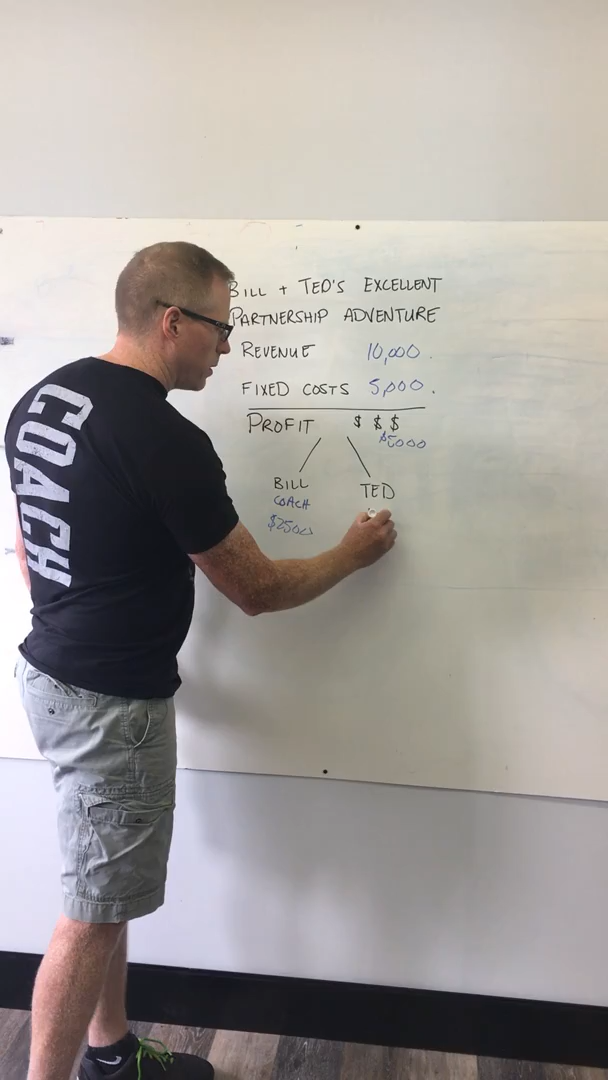 BILL + TED'S EXCELLENT
PARTNERSHIP ADVENTURE
REVENUE 10,000.
FIXED COSTS 5,000.
PROFIT $ $ $
$5000
BILL TED
COACH
$2500
COACH